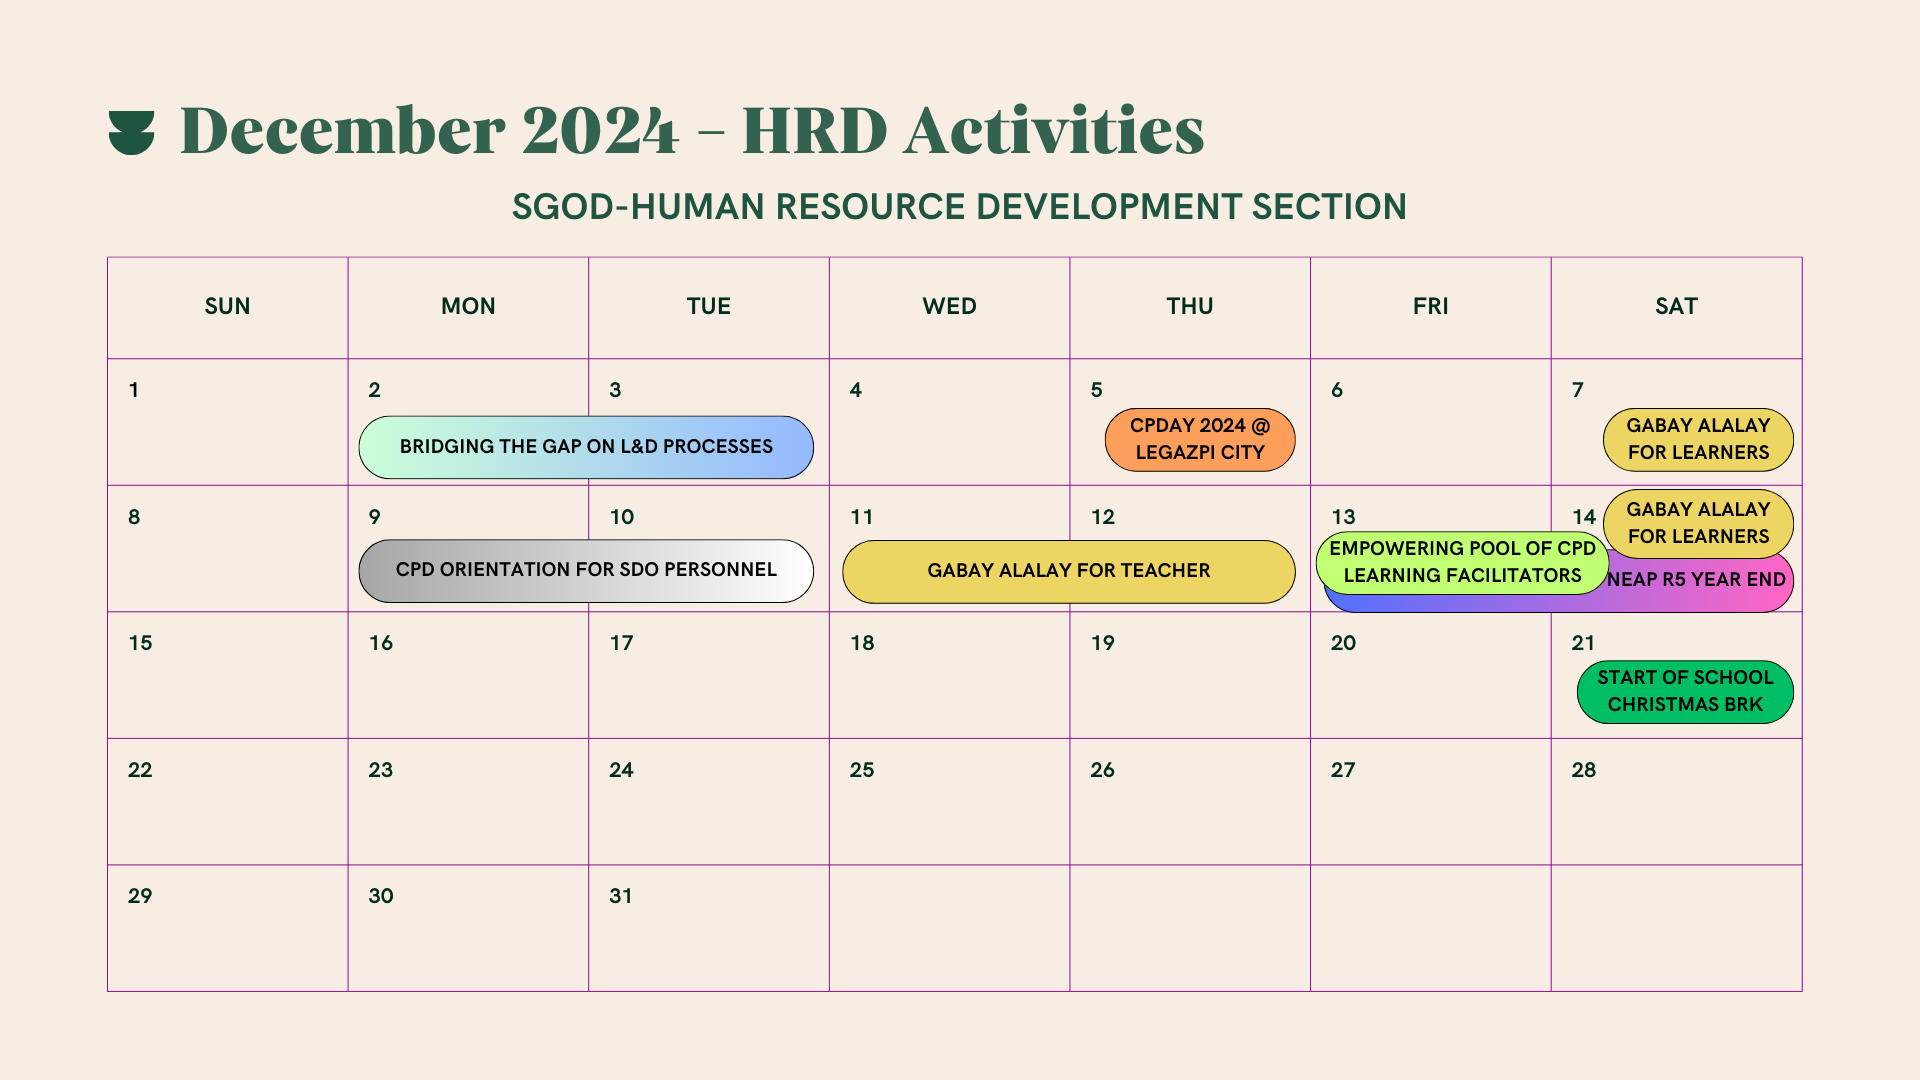 December 2024 – HRD Activities
SGOD-HUMAN RESOURCE DEVELOPMENT SECTION
SUN MON TUE WED THU FRI SAT
1 2 3 4 5 6 7
BRIDGING THE GAP ON L&D PROCESSES
CPDAY 2024 @
LEGAZPI CITY
GABAY ALALAY
FOR LEARNERS
8 9 10 11 12 13 14
CPD ORIENTATION FOR SDO PERSONNEL
GABAY ALALAY FOR TEACHER
EMPOWERING POOL OF CPD
LEARNING FACILITATORS
GABAY ALALAY
FOR LEARNERS
NEAP R5 YEAR END
15 16 17 18 19 20 21
START OF SCHOOL
CHRISTMAS BRK
22 23 24 25 26 27 28
29 30 31